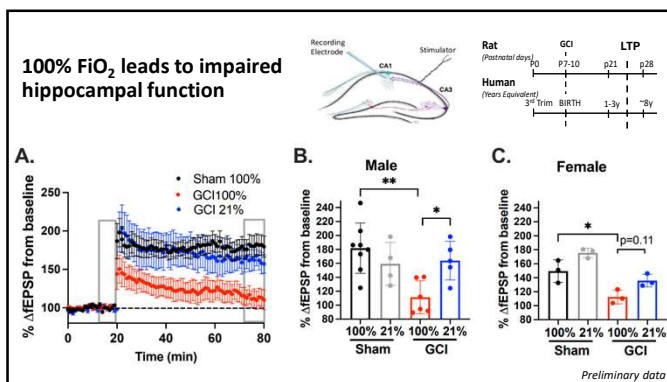 100% FiO₂ leads to impaired
hippocampal function
Recording
Electrode
Stimulator
CA1
CA3
Rat
(Postnatal days)
GCI
LTP
P0
P7-10
p21
p28
Human
(Years Equivalent)
3rd Trim
BIRTH
1-3y
~8y
A.
Sham 100%
GCI100%
GCI 21%
% ΔfEPSP from baseline
200
150
100
0
20
40
60
80
Time (min)
B.
Male
**
*
% ΔfEPSP from baseline
260
240
220
200
180
160
140
120
100
80
100% 21% 100% 21%
Sham
GCI
C.
Female
*
p=0.11
% ΔfEPSP from baseline
260
240
220
200
180
160
140
120
100
80
100% 21% 100% 21%
Sham
GCI
Preliminary data